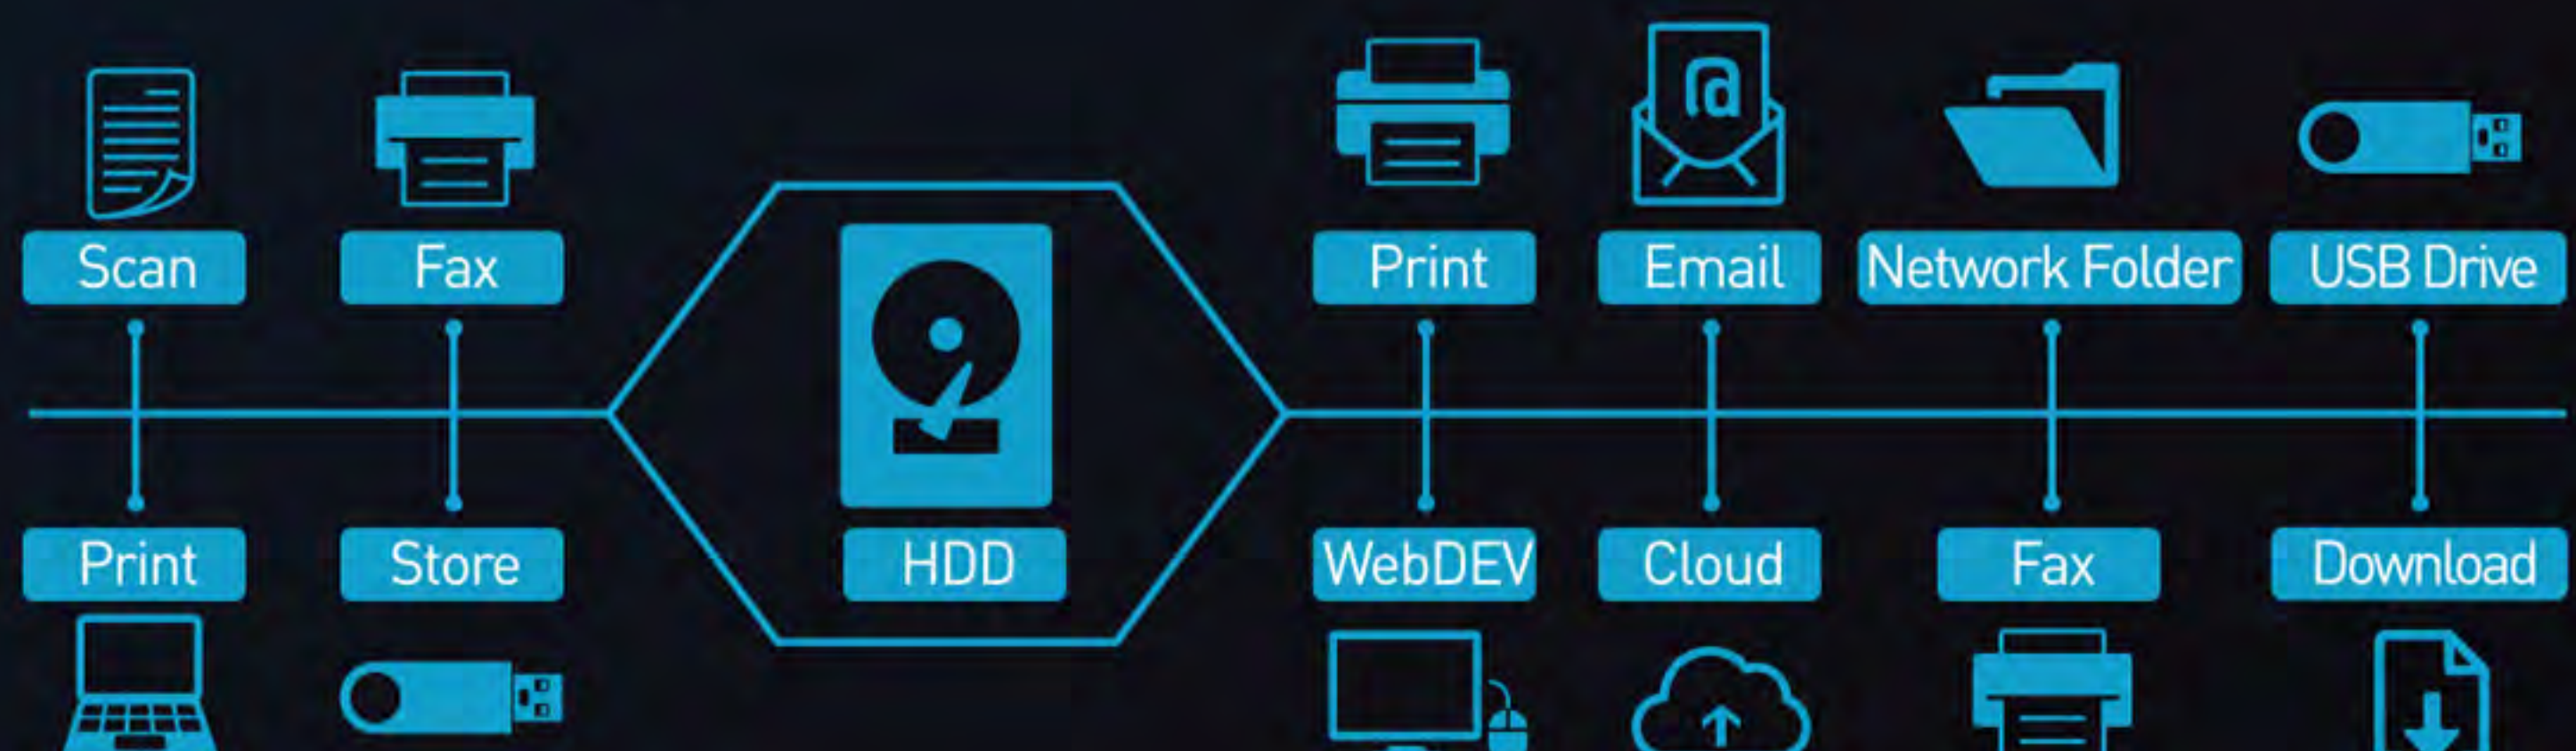 Scan
Fax
Print
Email
Network Folder
USB Drive
Print
Store
HDD
WebDEV
Cloud
Fax
Download